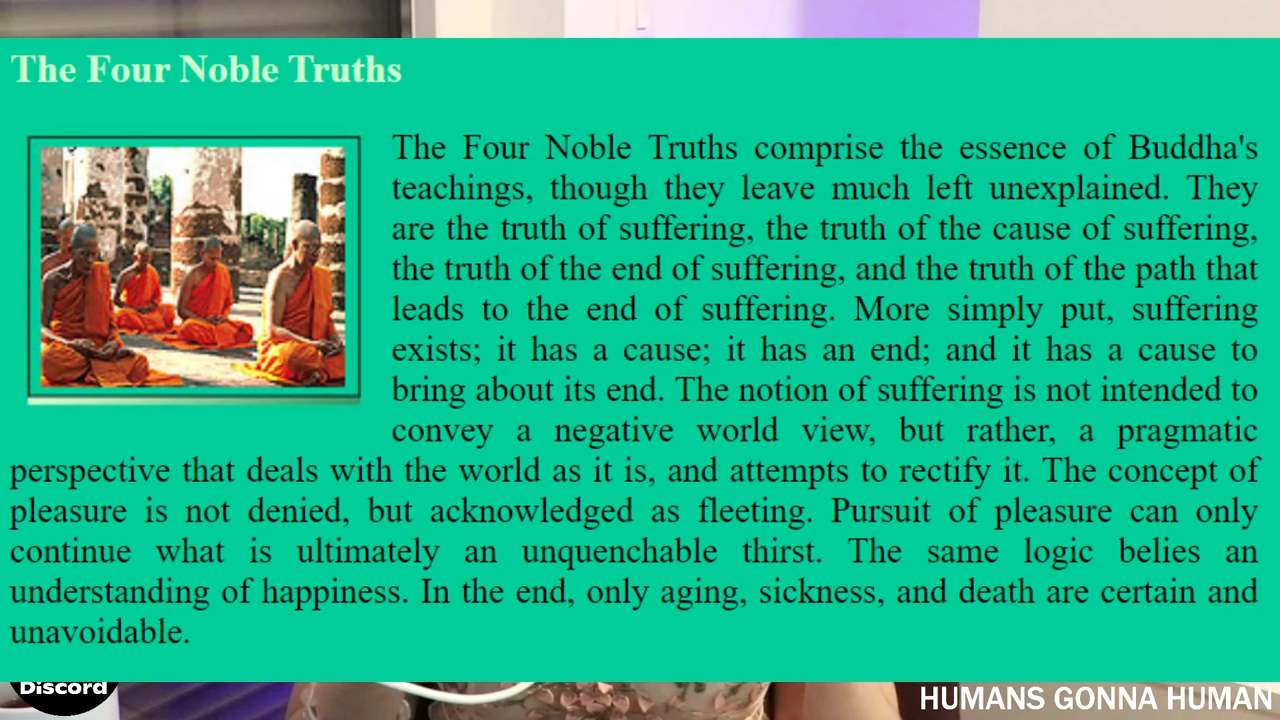 The Four Noble Truths
The Four Noble Truths comprise the essence of Buddha's
teachings, though they leave much left unexplained. They
are the truth of suffering, the truth of the cause of suffering,
the truth of the end of suffering, and the truth of the path that
leads to the end of suffering. More simply put, suffering
exists; it has a cause; it has an end; and it has a cause to
bring about its end. The notion of suffering is not intended to
convey a negative world view, but rather, a pragmatic
perspective that deals with the world as it is, and attempts to rectify it. The concept of
pleasure is not denied, but acknowledged as fleeting. Pursuit of pleasure can only
continue what is ultimately an unquenchable thirst. The same logic belies an
understanding of happiness. In the end, only aging, sickness, and death are certain and
unavoidable.
Discord
HUMANS GONNA HUMAN